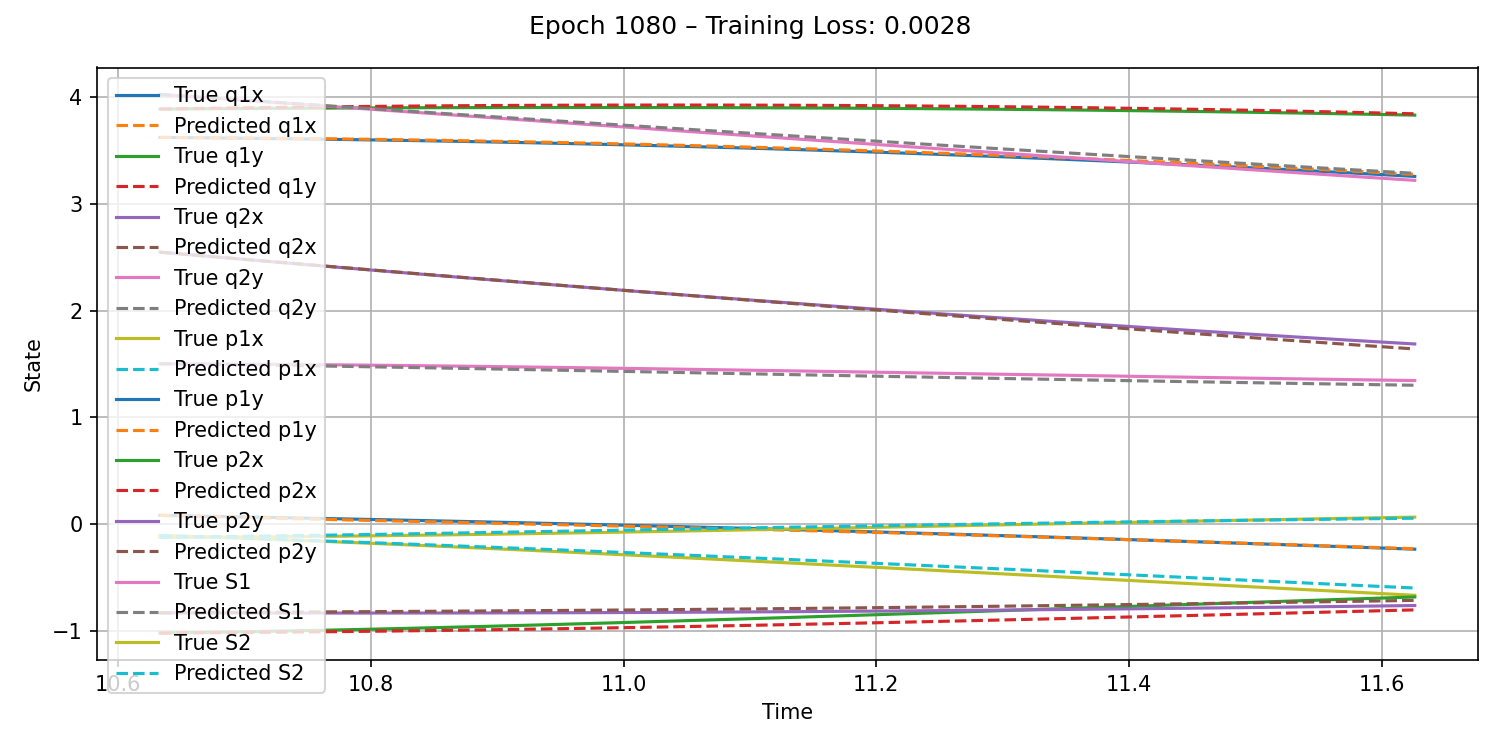 Epoch 1080 – Training Loss: 0.0028
State
4
3
2
1
0
−1
True q1x
Predicted q1x
True q1y
Predicted q1y
True q2x
Predicted q2x
True q2y
Predicted q2y
True p1x
Predicted p1x
True p1y
Predicted p1y
True p2x
Predicted p2x
True p2y
Predicted p2y
True S1
Predicted S1
True S2
Predicted S2
10.6 10.8 11.0 11.2 11.4 11.6
Time